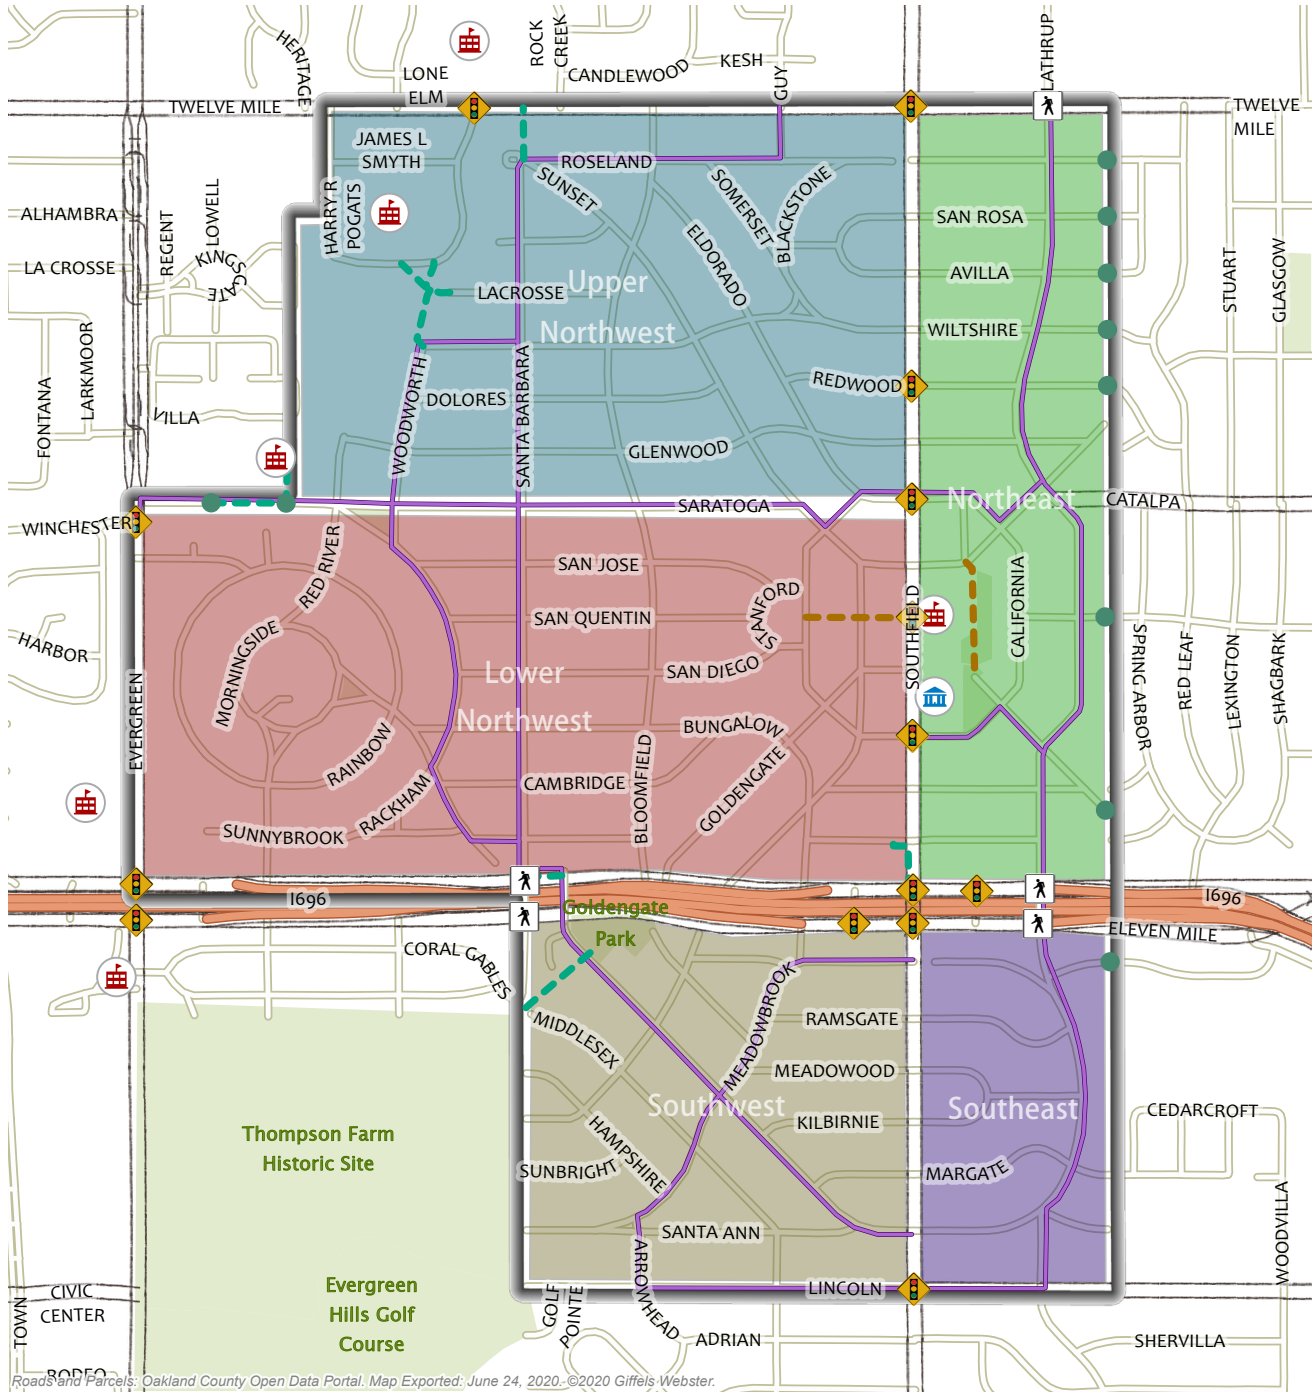 HERITAGE
ROCK
CREEK
LATHRUP
LONE
ELM
CANDLEWOOD
KESH
GUY
TWELVE MILE
TWELVE
MILE
JAMES L
SMYTH
ROSELAND
HARRY R
POGATS
SUNSET
SOMERSET
BLACKSTONE
ALHAMBRA
REGENT
LOWELL
SAN ROSA
LA CROSSE
KINGSGATE
ELDORADO
AVILLA
STUART
GLASGOW
LACROSSE
Upper
Northwest
WILTSHIRE
FONTANA
LARKMOOR
WOODWORTH
SANTA BARBARA
DOLORES
REDWOOD
VILLA
GLENWOOD
SARATOGA
Northeast
CATALPA
WINCHESTER
RED RIVER
SAN JOSE
STANFORD
SAN QUENTIN
SOUTHFIELD
CALIFORNIA
HARBOR
MORNINGSIDE
SAN DIEGO
Lower
Northwest
EVERGREEN
SPRING ARBOR
RED LEAF
LEXINGTON
SHAGBARK
RAINBOW
BUNGALOW
BLOOMFIELD
GOLDENGATE
CAMBRIDGE
RACKHAM
SUNNYBROOK
I696
I696
Goldengate
Park
ELEVEN MILE
CORAL GABLES
MEADOWBROOK
RAMSGATE
MIDDLESEX
MEADOWOOD
Southwest
Southeast
CEDARCROFT
KILBIRNIE
Thompson Farm
Historic Site
HAMPSHIRE
SUNBRIGHT
MARGATE
WOODVILLA
SANTA ANN
ARROWHEAD
LINCOLN
Evergreen
Hills Golf
Course
CIVIC
CENTER
TOWN
GOLF
POINTE
ADRIAN
SHERVILLA
RODEO
Roads and Parcels: Oakland County Open Data Portal. Map Exported: June 24, 2020. ©2020 Giffels Webster.